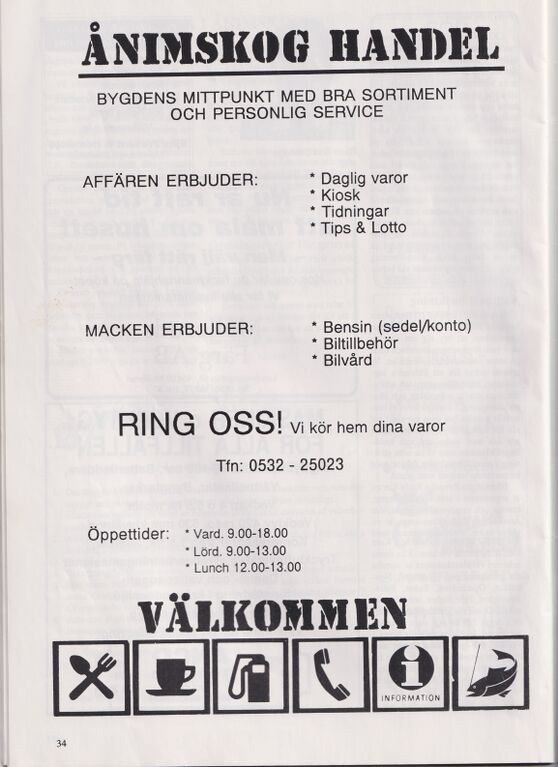 ÅNIMSKOG HANDEL
BYGDENS MITTPUNKT MED BRA SORTIMENT
OCH PERSONLIG SERVICE
AFFÄREN ERBJUDER:
* Daglig varor
* Kiosk
* Tidningar
* Tips & Lotto
MACKEN ERBJUDER:
* Bensin (sedel/konto)
* Biltillbehör
* Bilvård
RING OSS! Vi kör hem dina varor
Tfn: 0532 - 25023
Öppettider:
* Vard. 9.00-18.00
* Lörd. 9.00-13.00
* Lunch 12.00-13.00
VÄLKOMMEN
i
INFORMATION
34